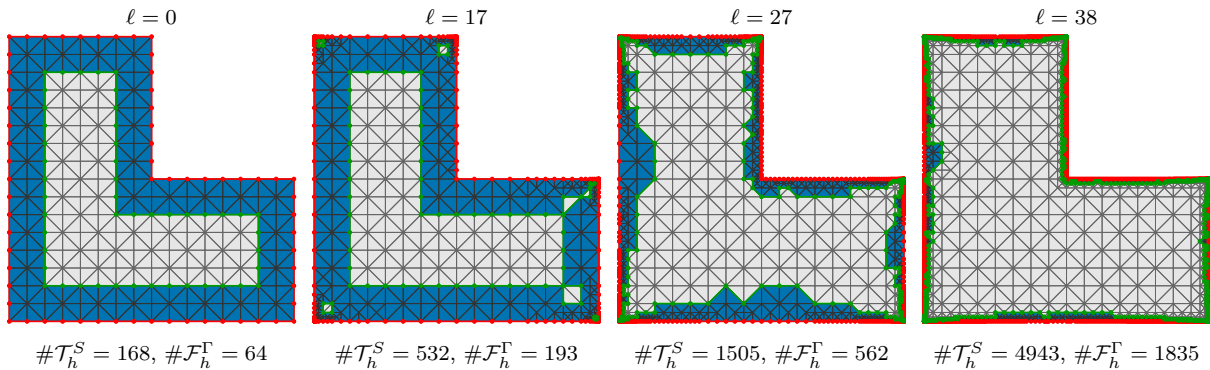 ℓ = 0
ℓ = 17
ℓ = 27
ℓ = 38
#𝒯_h^S = 168, #ℱ_h^Γ = 64
#𝒯_h^S = 532, #ℱ_h^Γ = 193
#𝒯_h^S = 1505, #ℱ_h^Γ = 562
#𝒯_h^S = 4943, #ℱ_h^Γ = 1835